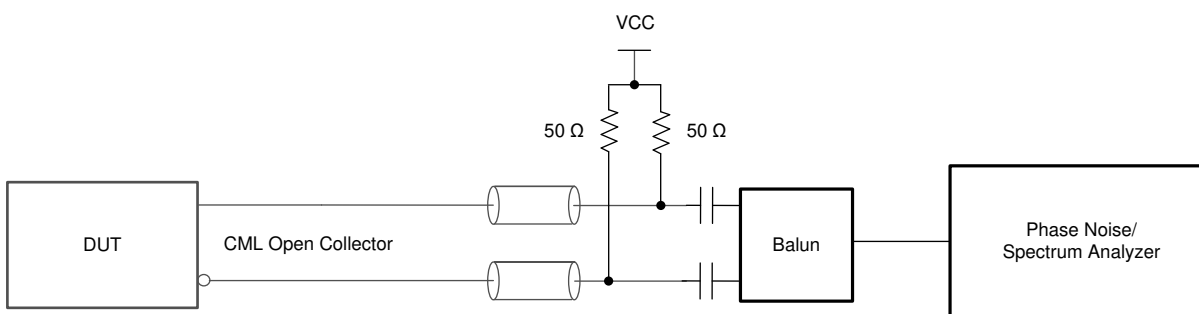 VCC
50 Ω
50 Ω
DUT
CML Open Collector
Balun
Phase Noise/
Spectrum Analyzer